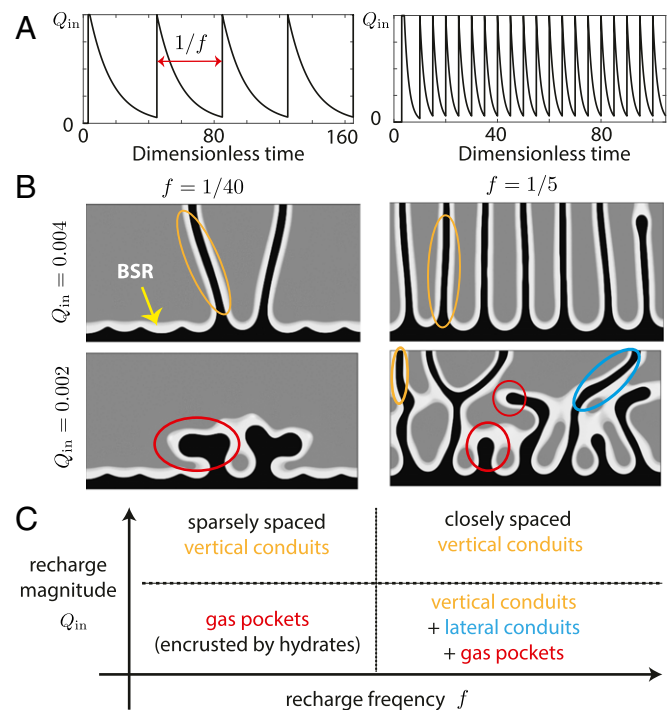 A
Q_in
0
1/f
0
80
160
Dimensionless time
Q_in
0
0
40
80
Dimensionless time
B
f = 1/40
f = 1/5
Q_in = 0.004
BSR
Q_in = 0.002
C
recharge
magnitude
Q_in
sparsely spaced
vertical conduits
closely spaced
vertical conduits
gas pockets
(encrusted by hydrates)
vertical conduits
+ lateral conduits
+ gas pockets
recharge freqency f